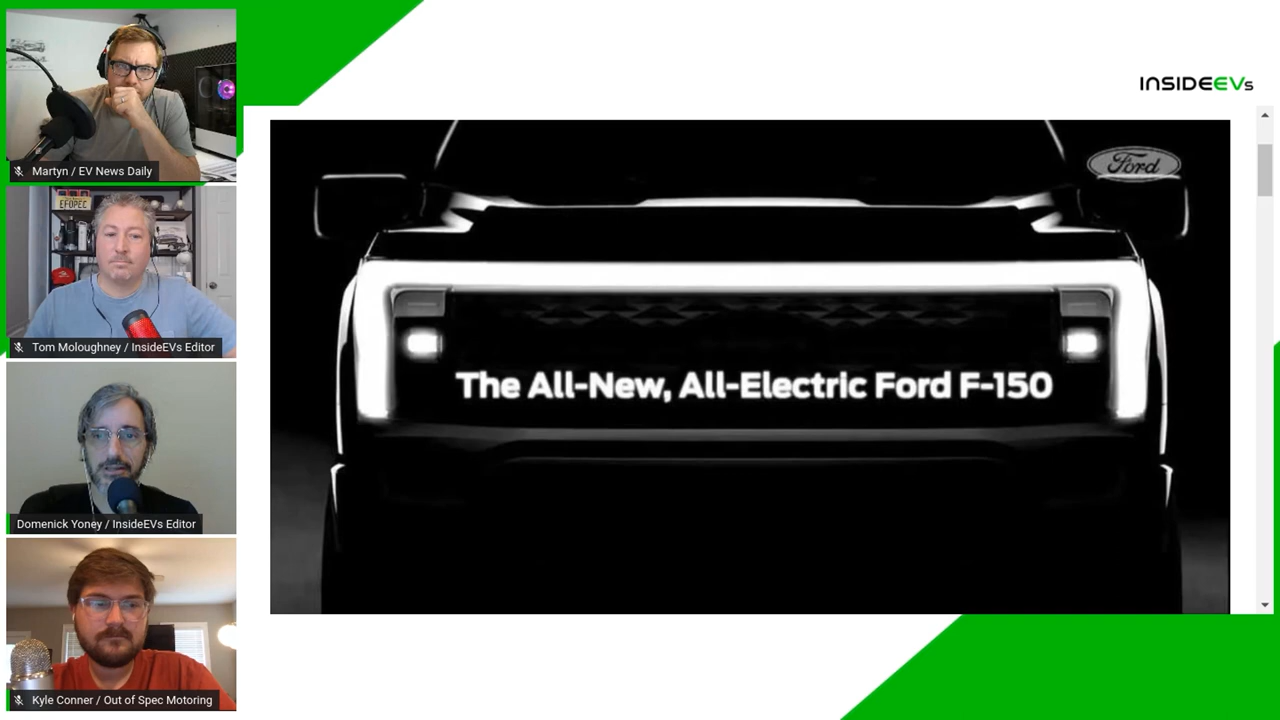 Martyn / EV News Daily
EFOPEC
Tom Moloughney / InsideEVs Editor
Domenick Yoney / InsideEVs Editor
Kyle Conner / Out of Spec Motoring
INSIDEEVs
Ford
The All-New, All-Electric Ford F-150